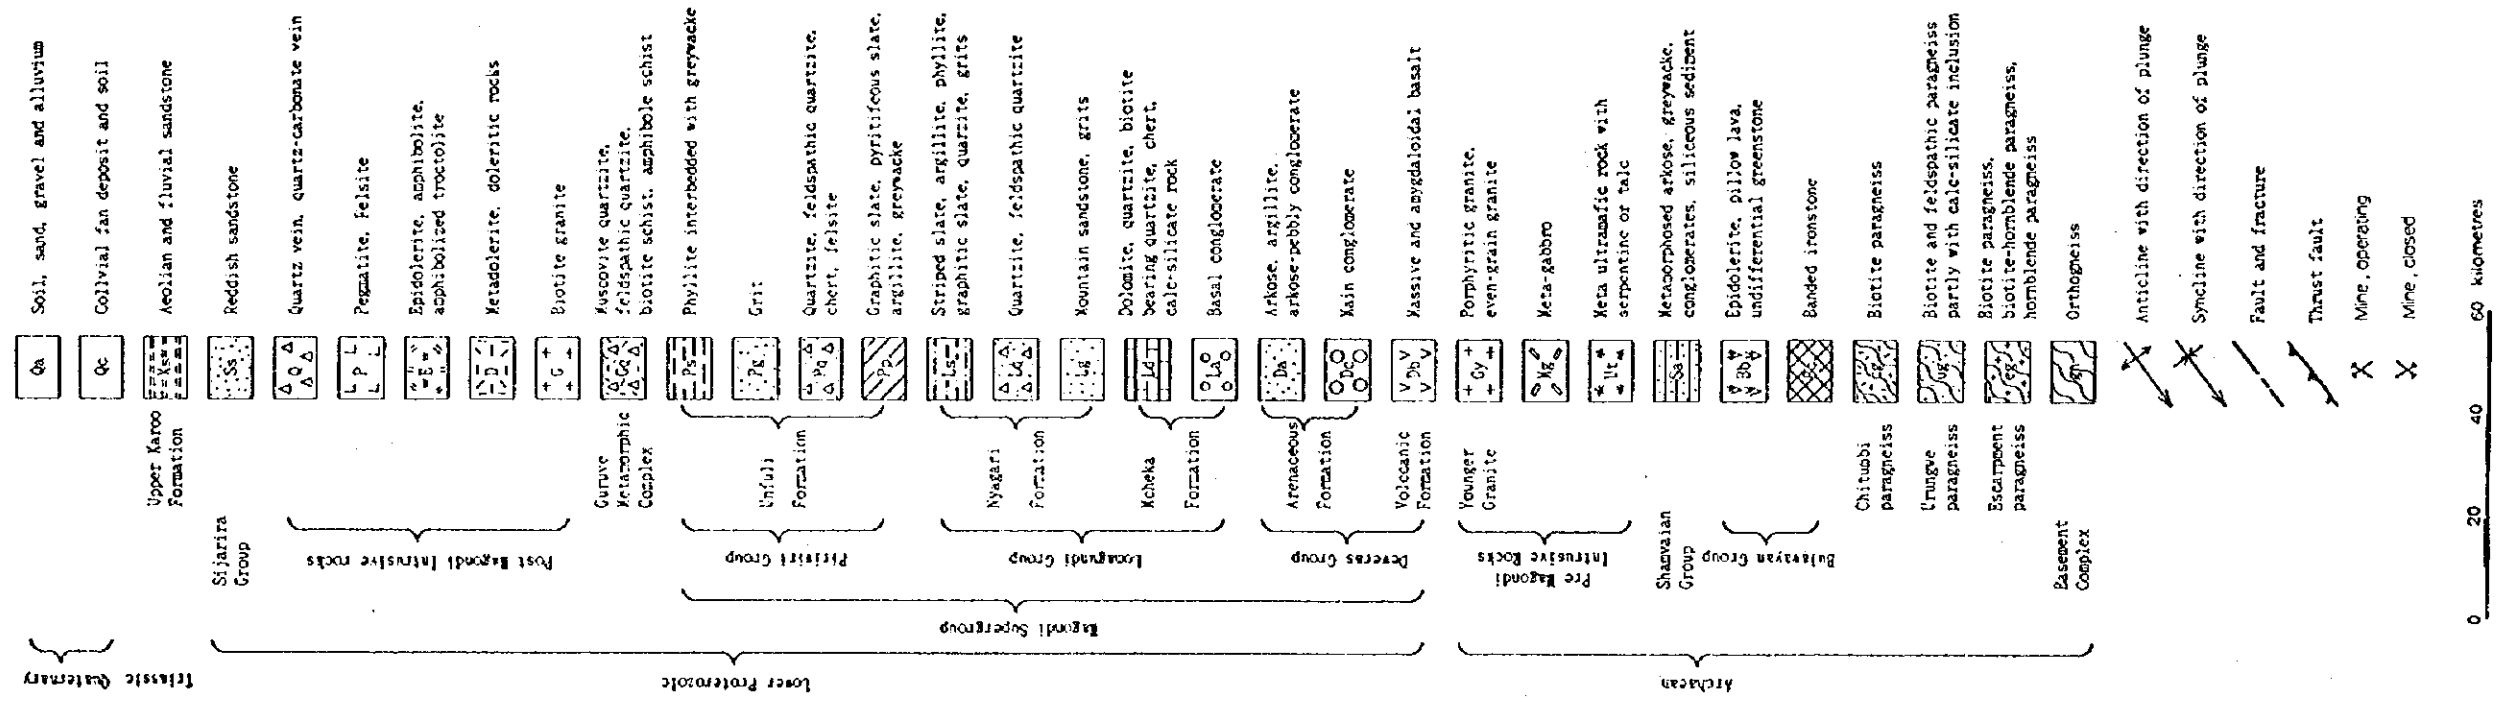 Quaternary
Qa
Soil, sand, gravel and alluvium
Qc
Collvial fan deposit and soil
Triassic
Upper Karoo
Formation
Ks
Aeolian and fluvial sandstone
Lower Proterozoic
Sijarira
Group
Ss
Reddish sandstone
Post Magondi Intrusive rocks
Q
Quartz vein, quartz-carbonate vein
P
Pegmatite, Felsite
E
Epidolerite, amphibolite,
amphibolized troctolite
D
Metadolerite, doleritic rocks
G
Biotite granite
Guruve
Metamorphic
Complex
Gq
Muscovite quartzite,
feldspathic quartzite,
biotite schist, amphibole schist
Magondi Supergroup
Piriwiri Group
Umfuli
Formation
Ps
Phyllite interbedded with greywacke
Pg
Grit
Pq
Quartzite, feldspathic quartzite,
chert, felsite
Pp
Graphitic slate, pyritifeous slate,
argillite, greywacke
Lomagundi Group
Nyagari
Formation
Ls
Striped slate, argillite, phyllite,
graphitic slate, quarzite, grits
Lq
Quartzite, feldspathic quartzite
Lg
Mountain sandstone, grits
Mcheka
Formation
Ld
Dolomite, quartzite, biotite
bearing quartzite, chert,
calc-silicate rock
La
Basal conglomerate
Deweras Group
Arenaceous
Formation
Da
Arkose, argillite,
arkose-pebbly conglomerate
Dc
Main conglomerate
Volccanic
Formation
Db
Massive and amygdaloidal basalt
Archaean
Pre Magondi
Intrusive Rocks
Younger
Granite
Gy
Porphyritic granite,
even-grain granite
Mg
Meta-gabbro
Ut
Meta ultramafic rock with
serpentine or talc
Shamvaian
Group
Sa
Metamorphosed arkose, greywacke,
conglomerates, siliceous sediment
Bulawayan Group
Bb
Epidolerite, pillow lava,
undifferential greenstone
Banded ironstone
Chitumbi
paragneiss
Biotite paragneiss
Urungwe
paragneiss
ug
Biotite and feldspathic paragneiss
partly with calc-silicate inclusion
Escarpment
paragneiss
eg
Biotite paragneiss,
biotite-hornblende paragneiss,
hornblende paragneiss
Basement
Complex
gn
Orthogneiss
Anticline with direction of plunge
Syncline with direction of plunge
Fault and fracture
Thrust fault
Mine, operating
Mine, closed
0 20 40 60 kilometres